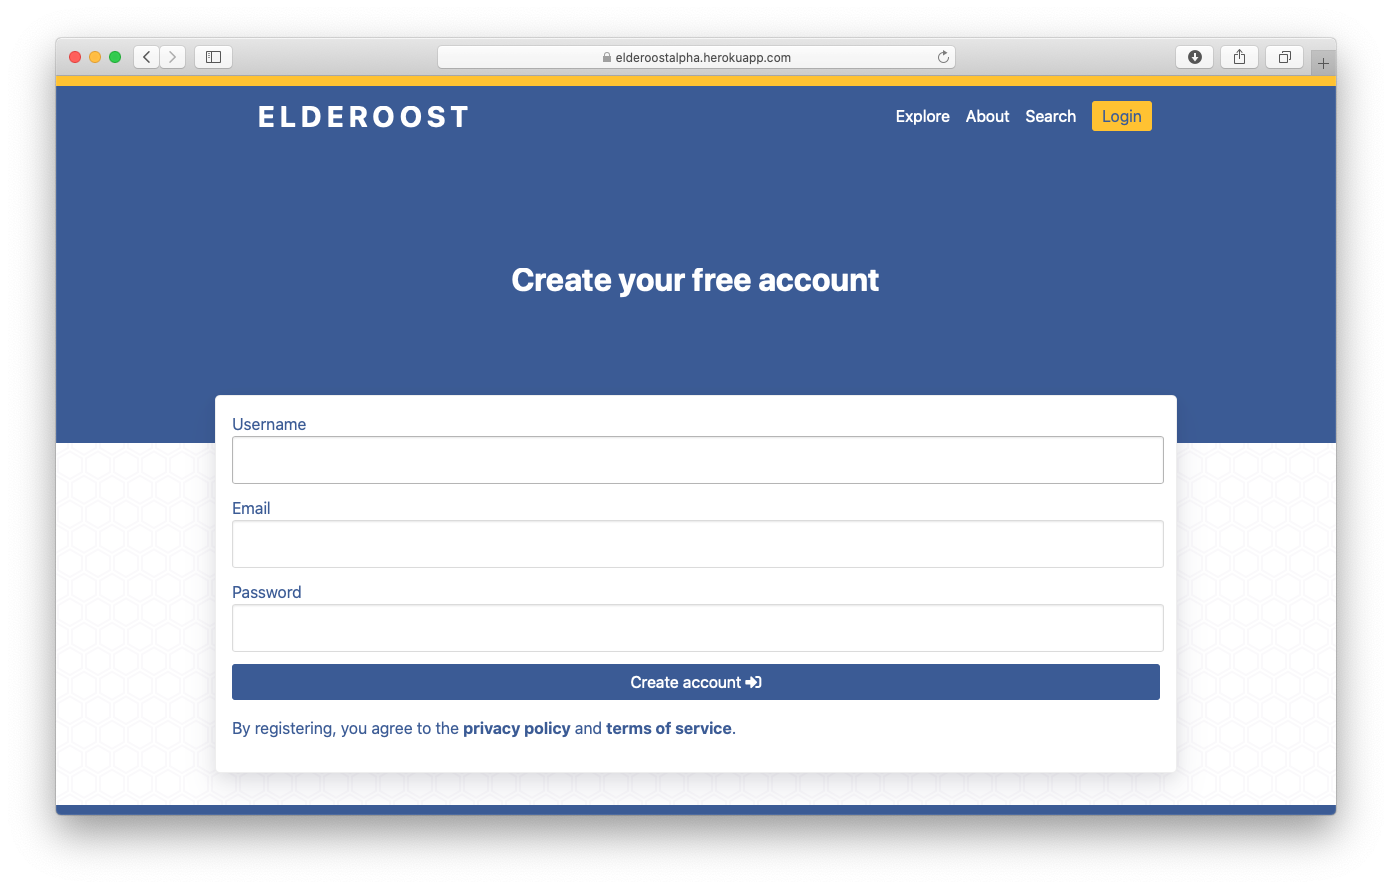 elderoostalpha.herokuapp.com
ELDEROOST
Explore About Search Login
Create your free account
Username
Email
Password
Create account
By registering, you agree to the privacy policy and terms of service.